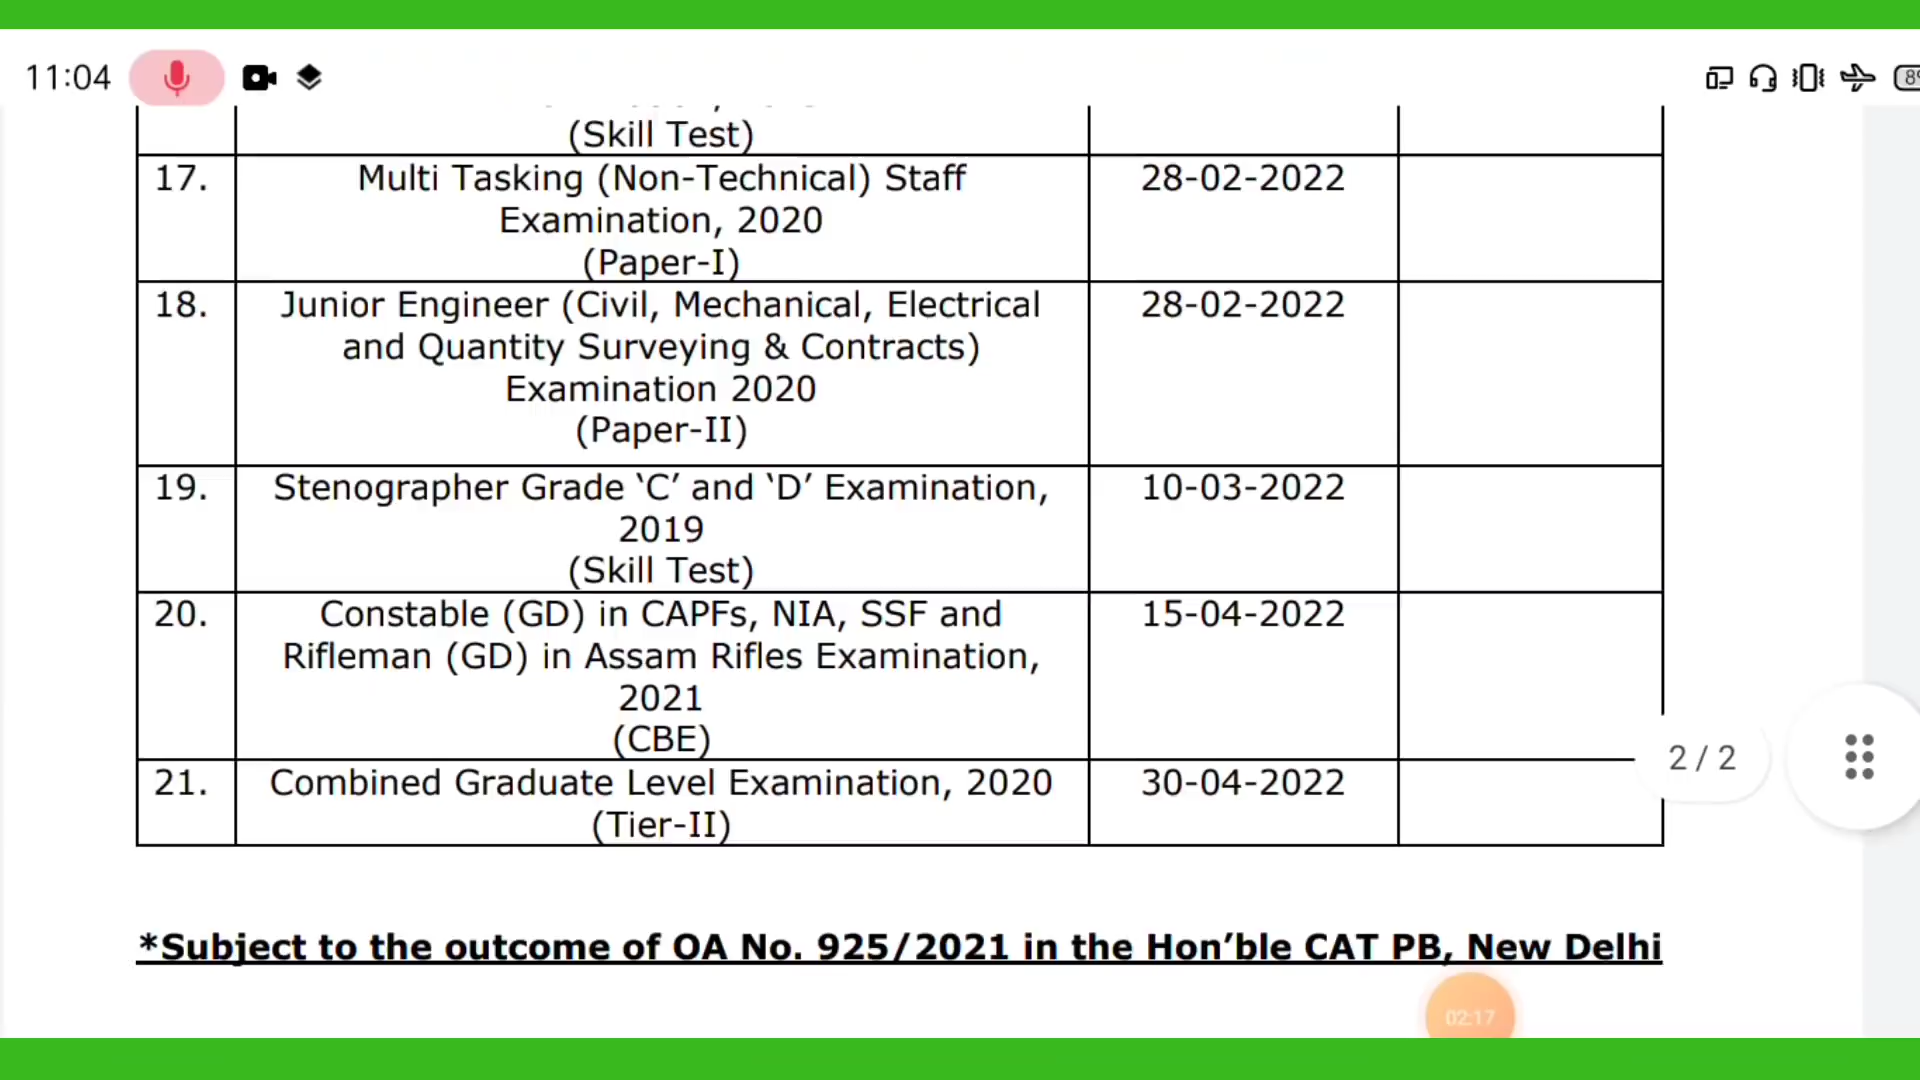 11:04
(Skill Test)
17. Multi Tasking (Non-Technical) Staff 28-02-2022
Examination, 2020
(Paper-I)
18. Junior Engineer (Civil, Mechanical, Electrical 28-02-2022
and Quantity Surveying & Contracts)
Examination 2020
(Paper-II)
19. Stenographer Grade ‘C’ and ‘D’ Examination, 10-03-2022
2019
(Skill Test)
20. Constable (GD) in CAPFs, NIA, SSF and 15-04-2022
Rifleman (GD) in Assam Rifles Examination,
2021
(CBE)
2 / 2
21. Combined Graduate Level Examination, 2020 30-04-2022
(Tier-II)
*Subject to the outcome of OA No. 925/2021 in the Hon’ble CAT PB, New Delhi
02:17